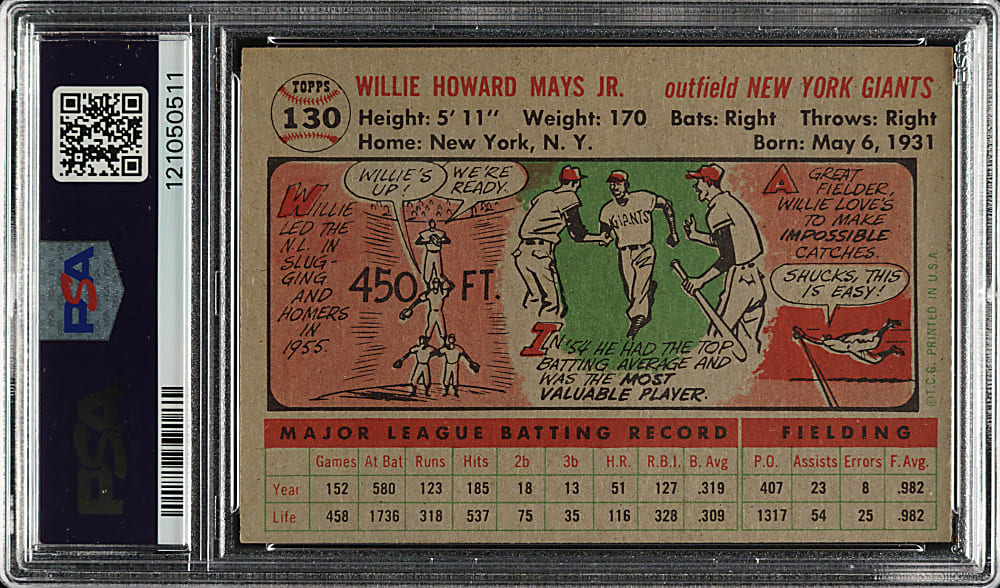 121050511
PSA
PSA
TOPPS
130
WILLIE HOWARD MAYS JR. outfield NEW YORK GIANTS
Height: 5' 11" Weight: 170 Bats: Right Throws: Right
Home: New York, N. Y. Born: May 6, 1931
WILLIE
LED THE
N.L. IN
SLUG-
GING
AND
HOMERS
IN
1955.
WILLIE'S
UP!
WE'RE
READY.
450 FT.
GIANTS
IN '54 HE HAD THE TOP
BATTING AVERAGE AND
WAS THE MOST
VALUABLE PLAYER.
A GREAT
FIELDER,
WILLIE LOVE'S
TO MAKE
IMPOSSIBLE
CATCHES.
SHUCKS, THIS
IS EASY!
©T.C.G. PRINTED IN U.S.A
MAJOR LEAGUE BATTING RECORD FIELDING
Games At Bat Runs Hits 2b 3b H.R. R.B.I. B. Avg P.O. Assists Errors F. Avg.
Year 152 580 123 185 18 13 51 127 .319 407 23 8 .982
Life 458 1736 318 537 75 35 116 328 .309 1317 54 25 .982